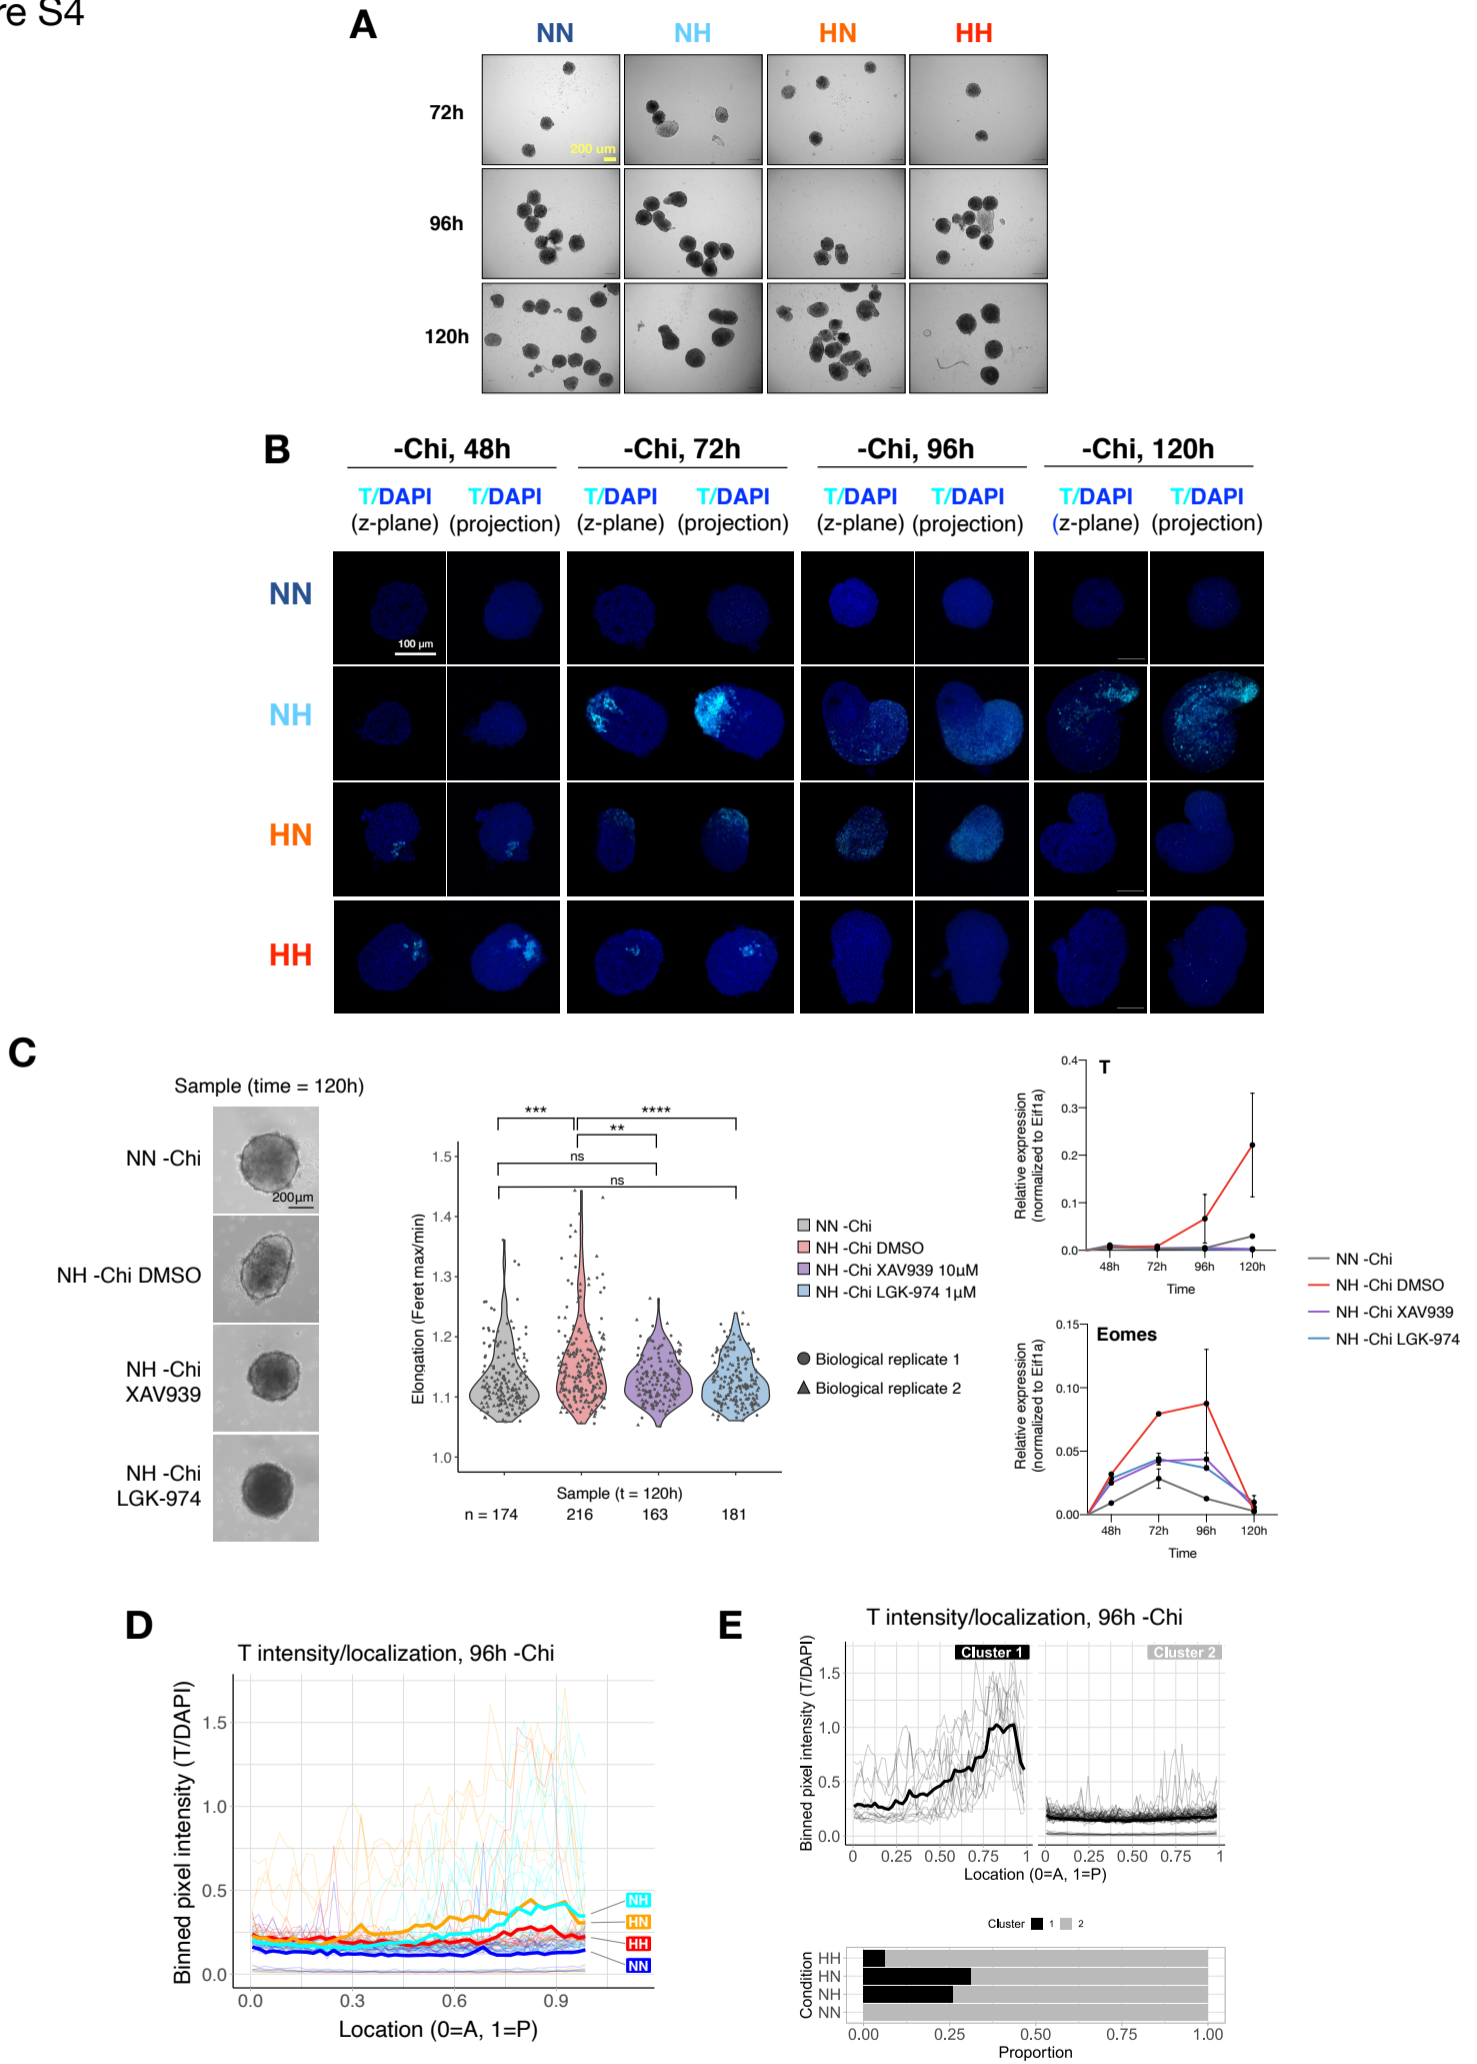 re S4
A
NN NH HN HH
72h
200 um
96h
120h
B
-Chi, 48h -Chi, 72h -Chi, 96h -Chi, 120h
T/DAPI T/DAPI T/DAPI T/DAPI T/DAPI T/DAPI T/DAPI T/DAPI
(z-plane) (projection) (z-plane) (projection) (z-plane) (projection) (z-plane) (projection)
NN
100 µm
NH
HN
HH
C
Sample (time = 120h)
NN -Chi
200µm
NH -Chi DMSO
NH -Chi
XAV939
NH -Chi
LGK-974
*** ****
**
ns
ns
Elongation (Feret max/min)
1.5
1.4
1.3
1.2
1.1
1.0
Sample (t = 120h)
n = 174 216 163 181
NN -Chi
NH -Chi DMSO
NH -Chi XAV939 10µM
NH -Chi LGK-974 1µM
Biological replicate 1
Biological replicate 2
T
Relative expression
(normalized to Eif1a)
0.4
0.3
0.2
0.1
0.0
48h 72h 96h 120h
Time
Eomes
Relative expression
(normalized to Eif1a)
0.15
0.10
0.05
0.00
48h 72h 96h 120h
Time
NN -Chi
NH -Chi DMSO
NH -Chi XAV939
NH -Chi LGK-974
D
T intensity/localization, 96h -Chi
Binned pixel intensity (T/DAPI)
1.5
1.0
0.5
0.0
NH
HN
HH
NN
0.0 0.3 0.6 0.9
Location (0=A, 1=P)
E
T intensity/localization, 96h -Chi
Cluster 1 Cluster 2
Binned pixel intensity (T/DAPI)
1.5
1.0
0.5
0.0
0 0.25 0.50 0.75 1 0 0.25 0.50 0.75 1
Location (0=A, 1=P)
Cluster 1 2
Condition
HH
HN
NH
NN
0.00 0.25 0.50 0.75 1.00
Proportion